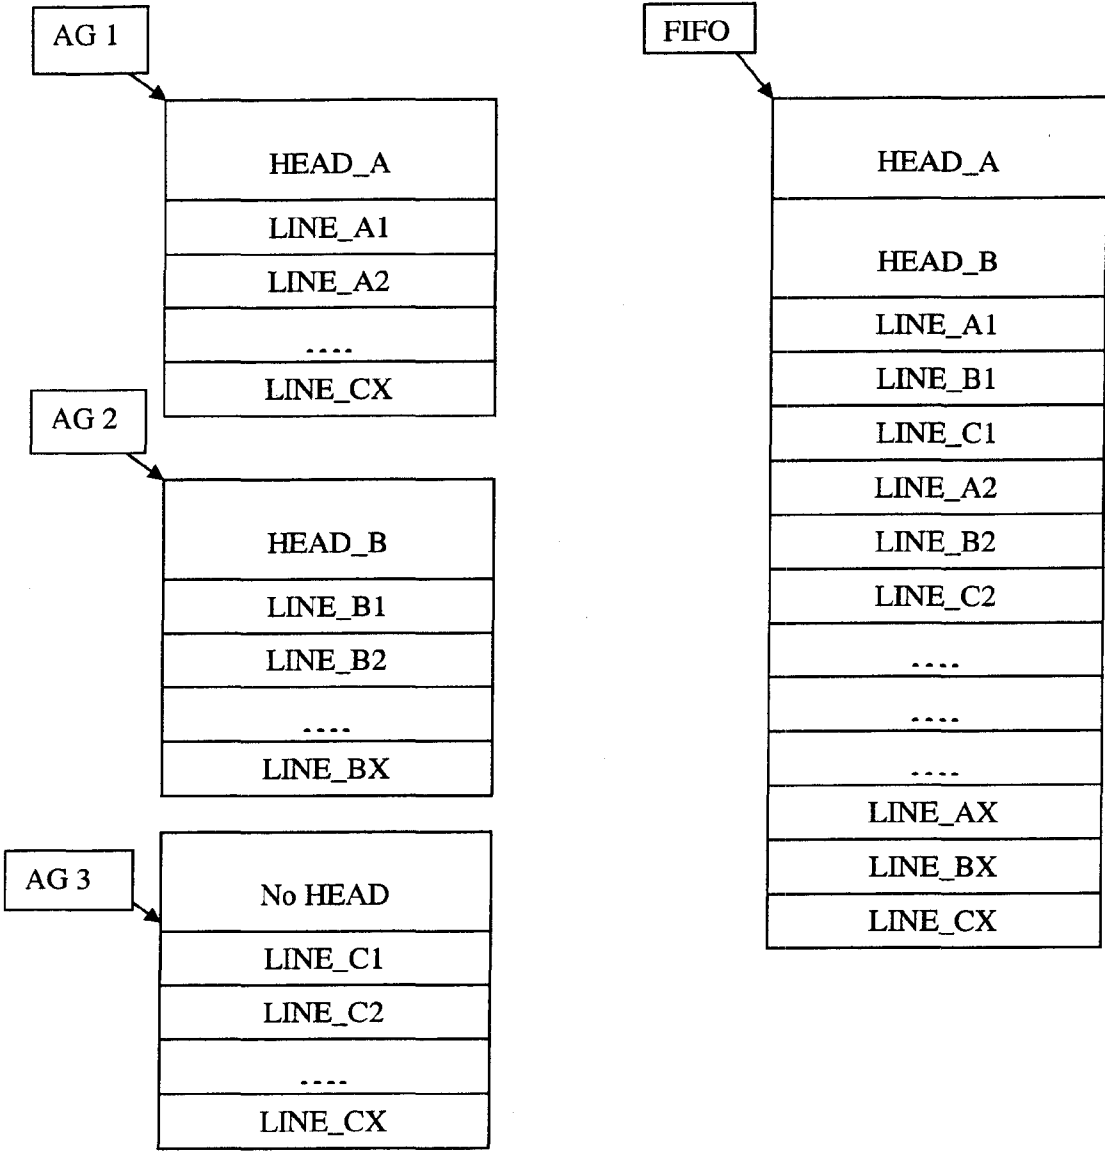 AG 1
HEAD_A
LINE_A1
LINE_A2
....
LINE_CX
AG 2
HEAD_B
LINE_B1
LINE_B2
....
LINE_BX
AG 3
No HEAD
LINE_C1
LINE_C2
....
LINE_CX
FIFO
HEAD_A
HEAD_B
LINE_A1
LINE_B1
LINE_C1
LINE_A2
LINE_B2
LINE_C2
....
....
....
LINE_AX
LINE_BX
LINE_CX